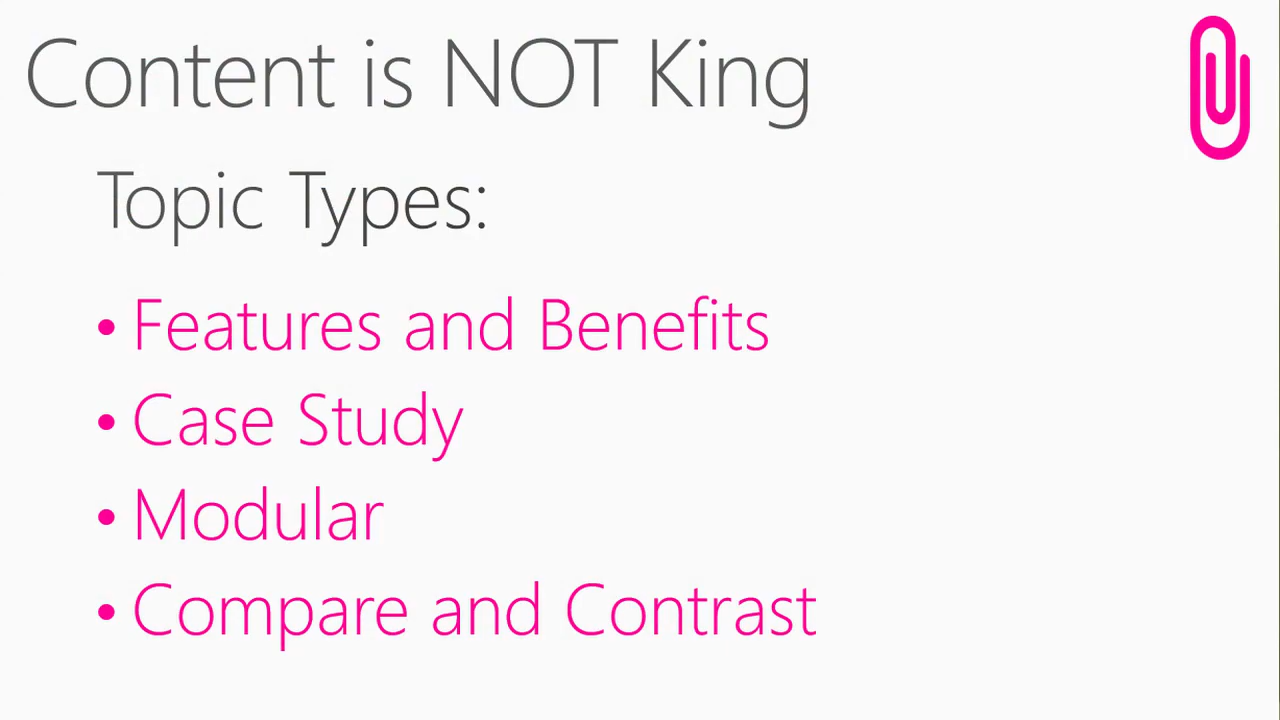 Content is NOT King
Topic Types:
• Features and Benefits
• Case Study
• Modular
• Compare and Contrast